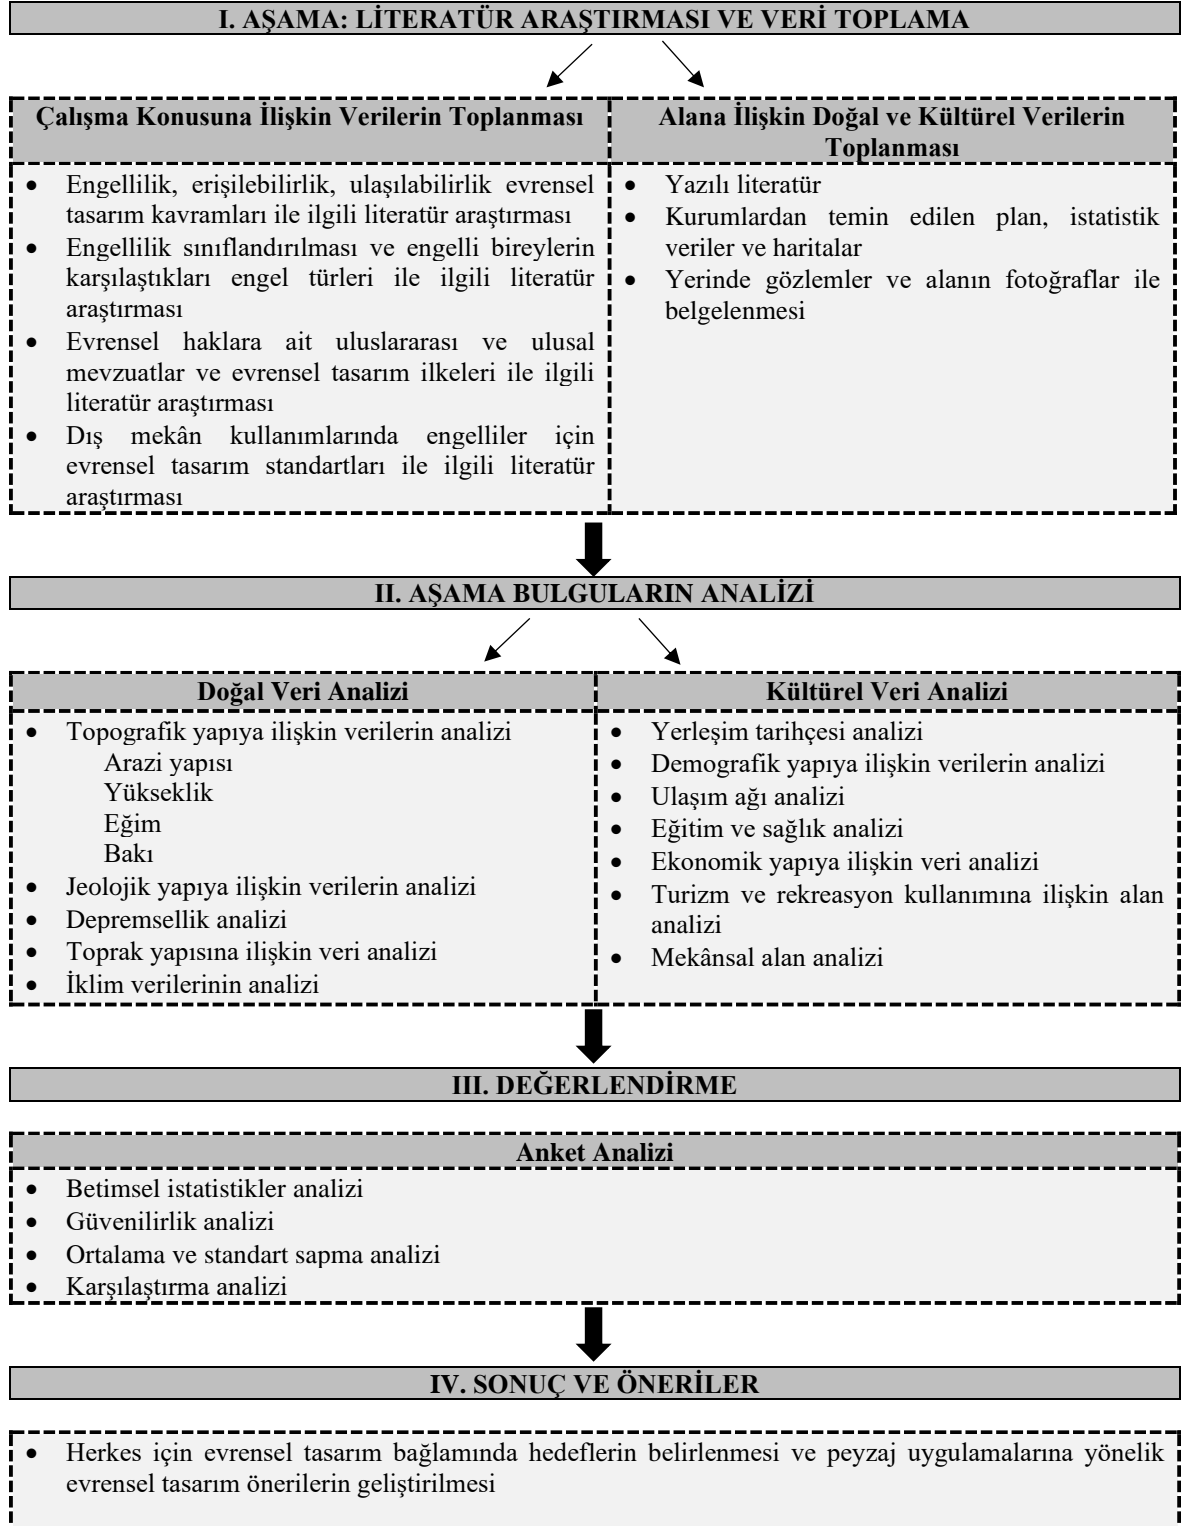 I. AŞAMA: LİTERATÜR ARAŞTIRMASI VE VERİ TOPLAMA
Çalışma Konusuna İlişkin Verilerin Toplanması
• Engellilik, erişilebilirlik, ulaşılabilirlik evrensel
tasarım kavramları ile ilgili literatür araştırması
• Engellilik sınıflandırılması ve engelli bireylerin
karşılaştıkları engel türleri ile ilgili literatür
araştırması
• Evrensel haklara ait uluslararası ve ulusal
mevzuatlar ve evrensel tasarım ilkeleri ile ilgili
literatür araştırması
• Dış mekân kullanımlarında engelliler için
evrensel tasarım standartları ile ilgili literatür
araştırması
Alana İlişkin Doğal ve Kültürel Verilerin
Toplanması
• Yazılı literatür
• Kurumlardan temin edilen plan, istatistik
veriler ve haritalar
• Yerinde gözlemler ve alanın fotoğraflar ile
belgelenmesi
II. AŞAMA BULGULARIN ANALİZİ
Doğal Veri Analizi
• Topografik yapıya ilişkin verilerin analizi
Arazi yapısı
Yükseklik
Eğim
Bakı
• Jeolojik yapıya ilişkin verilerin analizi
• Depremsellik analizi
• Toprak yapısına ilişkin veri analizi
• İklim verilerinin analizi
Kültürel Veri Analizi
• Yerleşim tarihçesi analizi
• Demografik yapıya ilişkin verilerin analizi
• Ulaşım ağı analizi
• Eğitim ve sağlık analizi
• Ekonomik yapıya ilişkin veri analizi
• Turizm ve rekreasyon kullanımına ilişkin alan
analizi
• Mekânsal alan analizi
III. DEĞERLENDİRME
Anket Analizi
• Betimsel istatistikler analizi
• Güvenilirlik analizi
• Ortalama ve standart sapma analizi
• Karşılaştırma analizi
IV. SONUÇ VE ÖNERİLER
• Herkes için evrensel tasarım bağlamında hedeflerin belirlenmesi ve peyzaj uygulamalarına yönelik
evrensel tasarım önerilerin geliştirilmesi